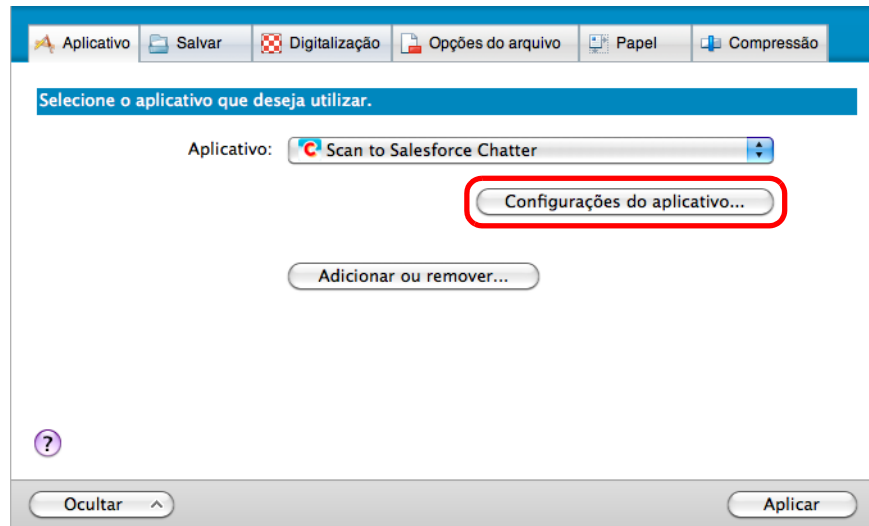 Aplicativo Salvar Digitalização Opções do arquivo Papel Compressão
Selecione o aplicativo que deseja utilizar.
Aplicativo: C Scan to Salesforce Chatter
Configurações do aplicativo...
Adicionar ou remover...
?
Ocultar Aplicar